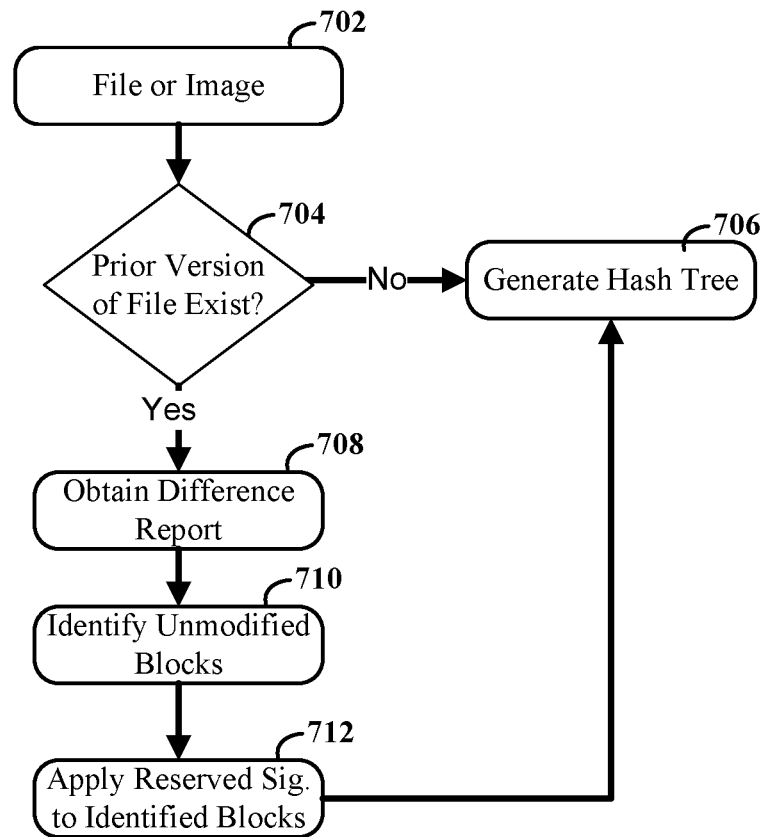 702
File or Image
704
Prior Version
of File Exist?
No
706
Generate Hash Tree
Yes
708
Obtain Difference
Report
710
Identify Unmodified
Blocks
712
Apply Reserved Sig.
to Identified Blocks